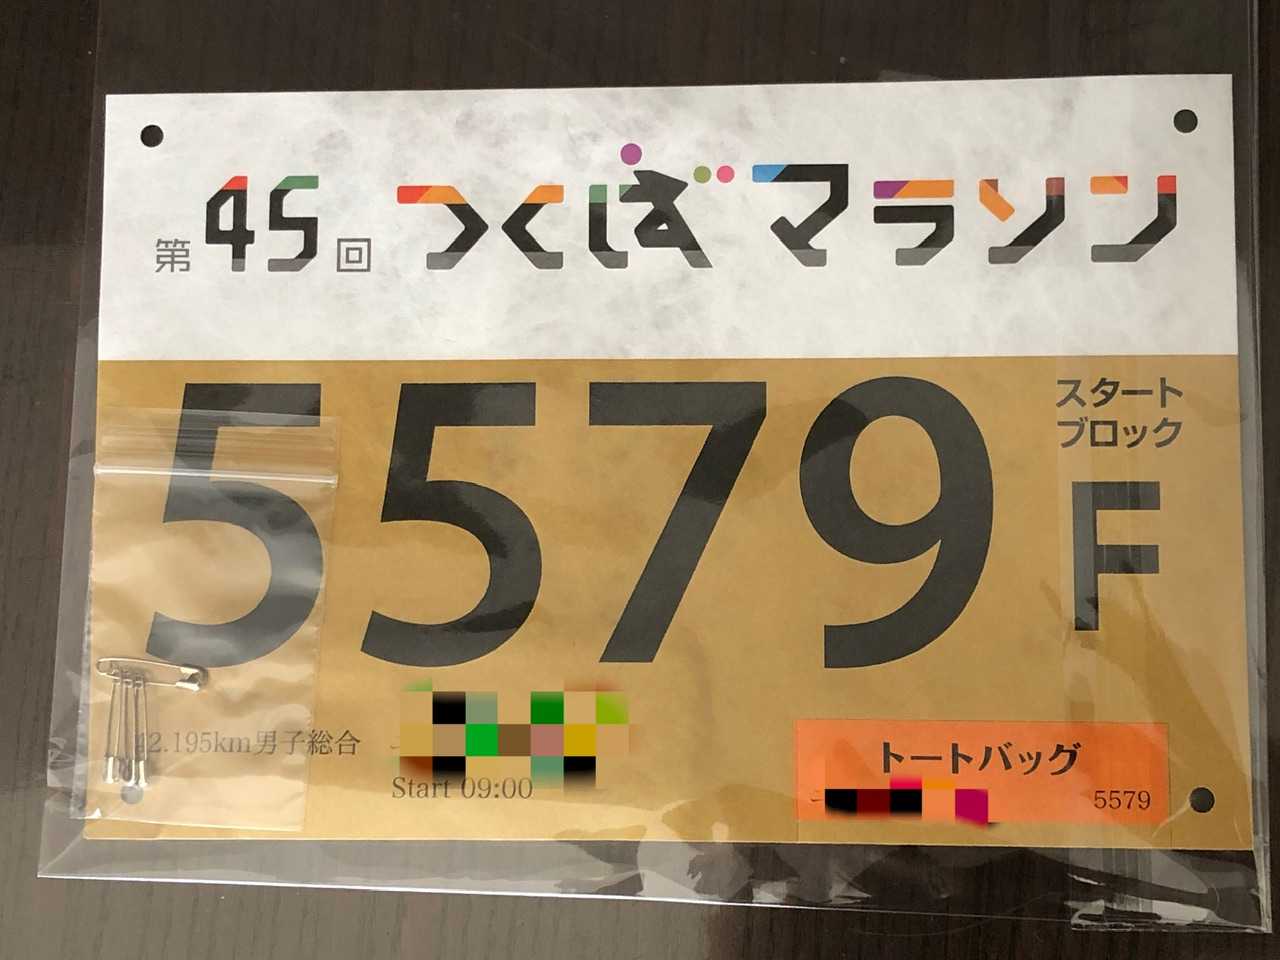 第45回 つくばマラソン
5579
スタート
ブロック
F
42.195km男子総合
Start 09:00
トートバッグ
5579